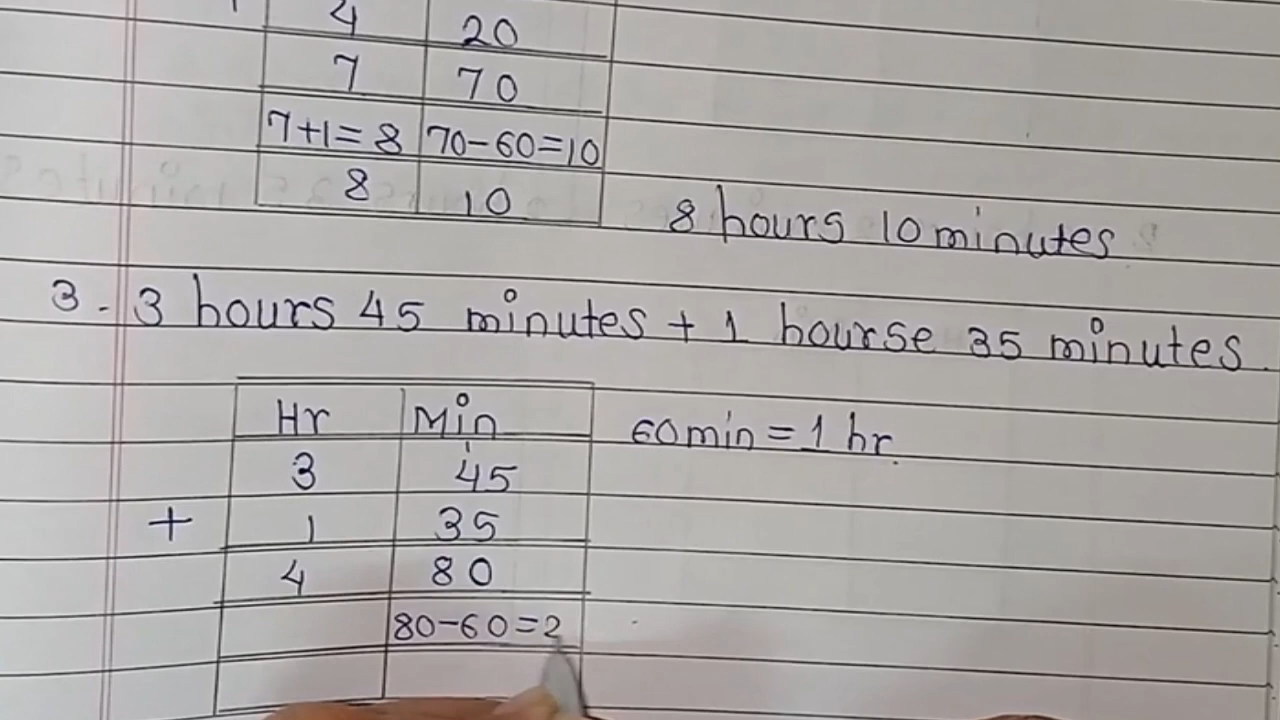 4 20
7 70
7+1=8 70-60=10
8 10
8 hours 10 minutes
3. 3 hours 45 minutes + 1 hourse 35 minutes.
Hr Min
60min = 1 hr.
1
3 45
+ 1 35
4 80
80-60=2